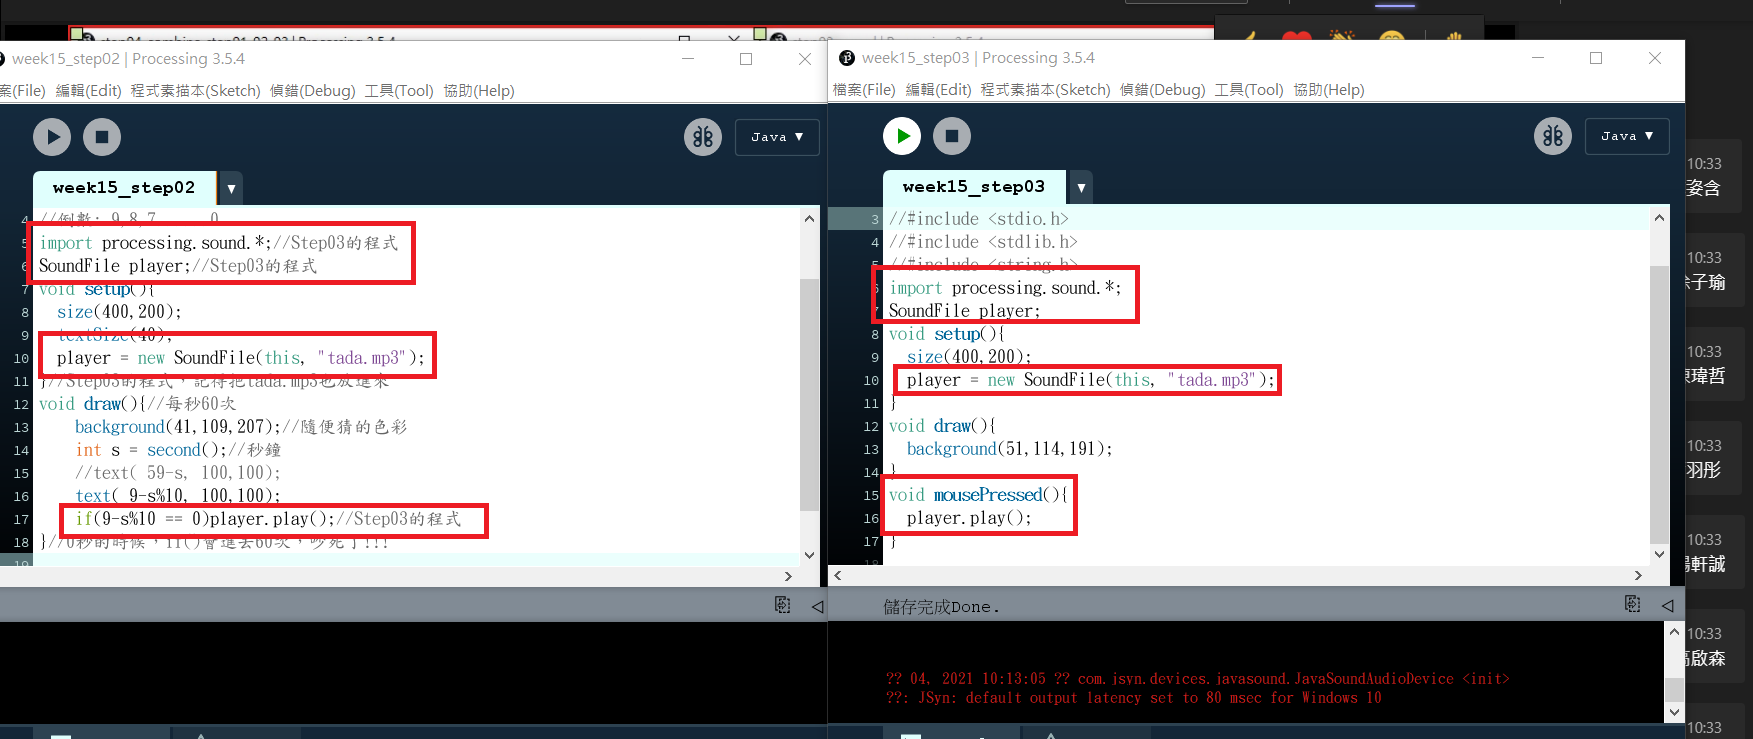 week15_step02 | Processing 3.5.4
案(File) 編輯(Edit) 程式素描本(Sketch) 偵錯(Debug) 工具(Tool) 協助(Help)
Java ▼
week15_step02 ▼
4 //倒數: 9,8,7 0
5 import processing.sound.*;//Step03的程式
6 SoundFile player;//Step03的程式
7 void setup(){
8 size(400,200);
9 textSize(40);
10 player = new SoundFile(this, "tada.mp3");
11 }//Step03的程式，記得把tada.mp3也放進來
12 void draw(){//每秒60次
13 background(41,109,207);//隨便猜的色彩
14 int s = second();//秒鐘
15 //text( 59-s, 100,100);
16 text( 9-s%10, 100,100);
17 if(9-s%10 == 0)player.play();//Step03的程式
18 }//0秒的時候，if()會進去60次，吵死了!!!
19
week15_step03 | Processing 3.5.4
檔案(File) 編輯(Edit) 程式素描本(Sketch) 偵錯(Debug) 工具(Tool) 協助(Help)
Java ▼
week15_step03 ▼
3 //#include <stdio.h>
4 //#include <stdlib.h>
5 //#include <string.h>
6 import processing.sound.*;
7 SoundFile player;
8 void setup(){
9 size(400,200);
10 player = new SoundFile(this, "tada.mp3");
11 }
12 void draw(){
13 background(51,114,191);
14 }
15 void mousePressed(){
16 player.play();
17 }
18
儲存完成Done.
?? 04, 2021 10:13:05 ?? com.jsyn.devices.javasound.JavaSoundAudioDevice <init>
??: JSyn: default output latency set to 80 msec for Windows 10
10:33
姿含
10:33
子瑜
10:33
瑋哲
10:33
羽彤
10:33
軒誠
10:33
啟森
10:33